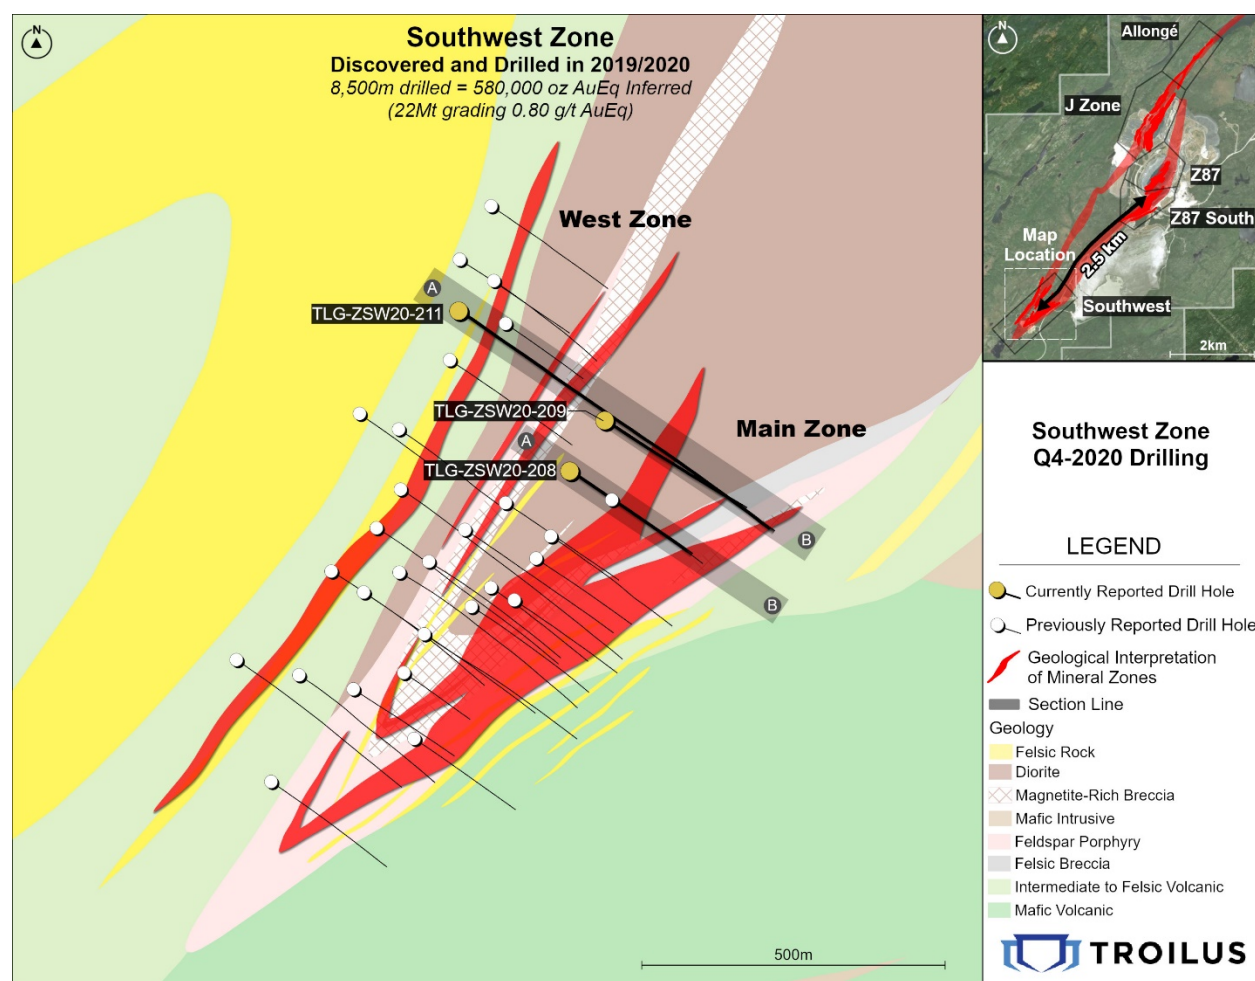 N
Southwest Zone
Discovered and Drilled in 2019/2020
8,500m drilled = 580,000 oz AuEq Inferred
(22Mt grading 0.80 g/t AuEq)
West Zone
A
TLG-ZSW20-211
TLG-ZSW20-209
Main Zone
A
TLG-ZSW20-208
B
B
500m
N
Allongé
J Zone
Z87
Z87 South
Map
Location
2.5 km
Southwest
2km
Southwest Zone
Q4-2020 Drilling
LEGEND
Currently Reported Drill Hole
Previously Reported Drill Hole
Geological Interpretation
of Mineral Zones
Section Line
Geology
Felsic Rock
Diorite
Magnetite-Rich Breccia
Mafic Intrusive
Feldspar Porphyry
Felsic Breccia
Intermediate to Felsic Volcanic
Mafic Volcanic
TROILUS